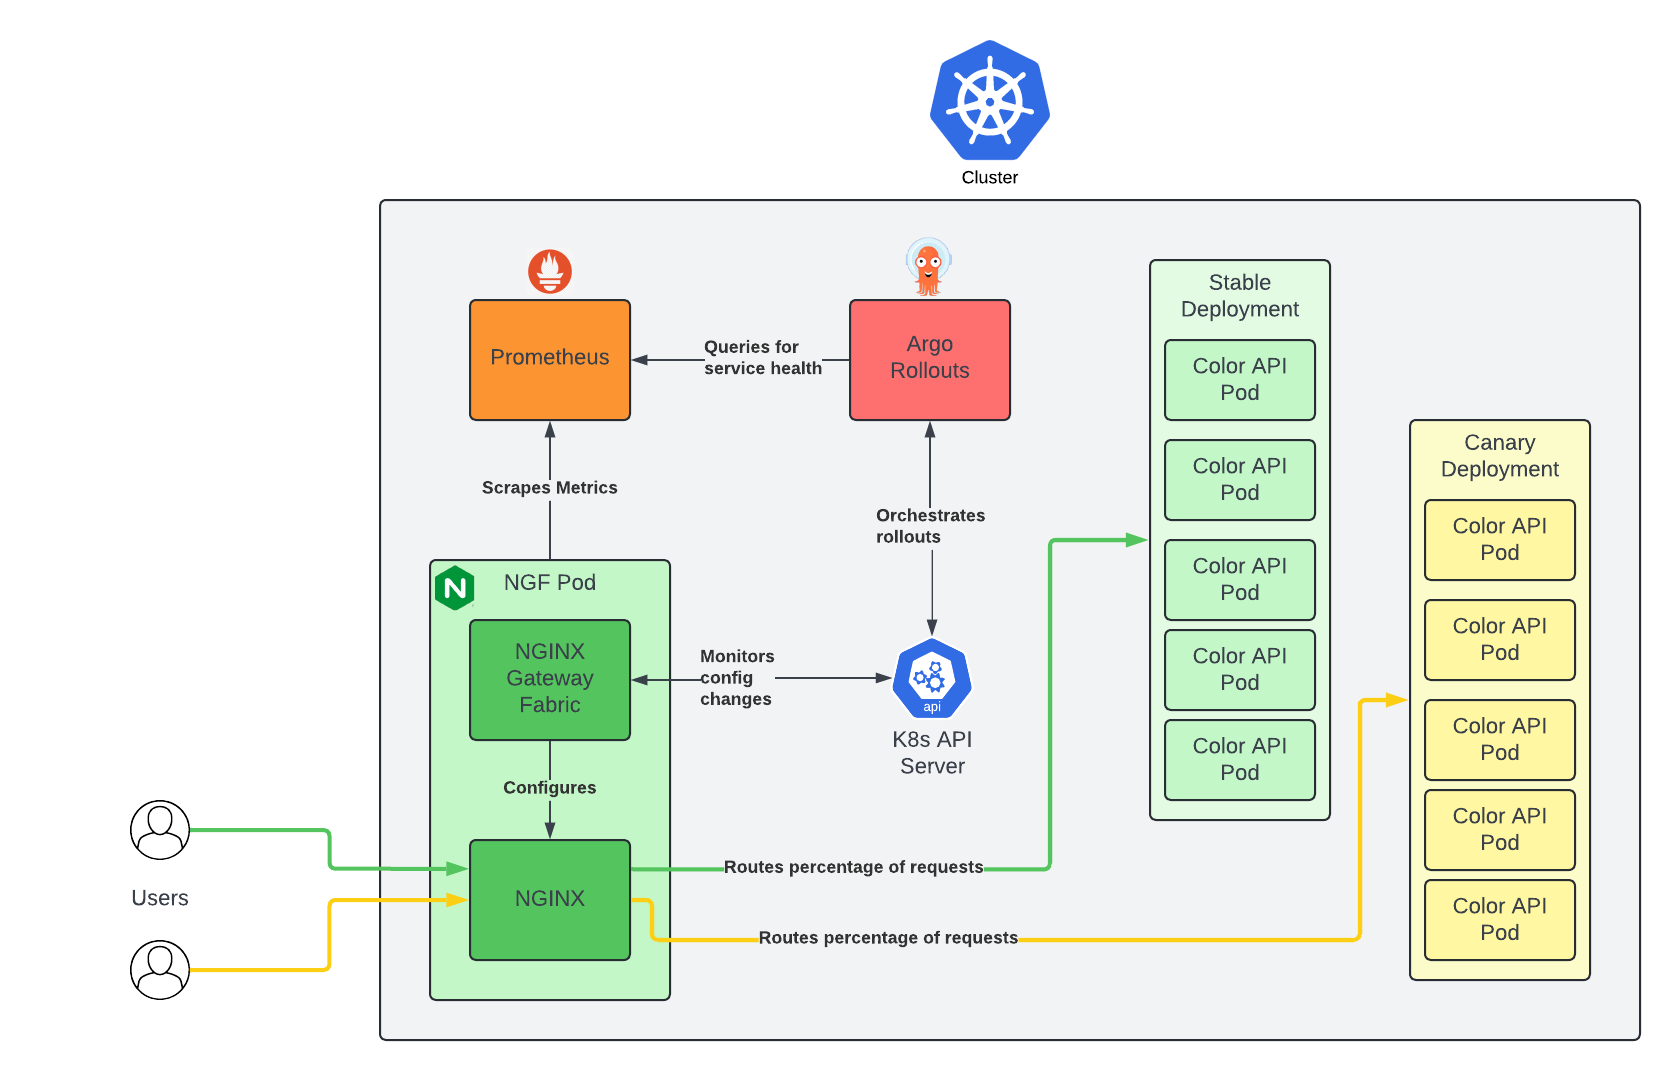 Cluster
Prometheus
Queries for
service health
Argo
Rollouts
Scrapes Metrics
Orchestrates
rollouts
NGF Pod
NGINX
Gateway
Fabric
Monitors
config
changes
api
K8s API
Server
Configures
NGINX
Users
Routes percentage of requests
Routes percentage of requests
Stable
Deployment
Color API
Pod
Color API
Pod
Color API
Pod
Color API
Pod
Color API
Pod
Canary
Deployment
Color API
Pod
Color API
Pod
Color API
Pod
Color API
Pod
Color API
Pod